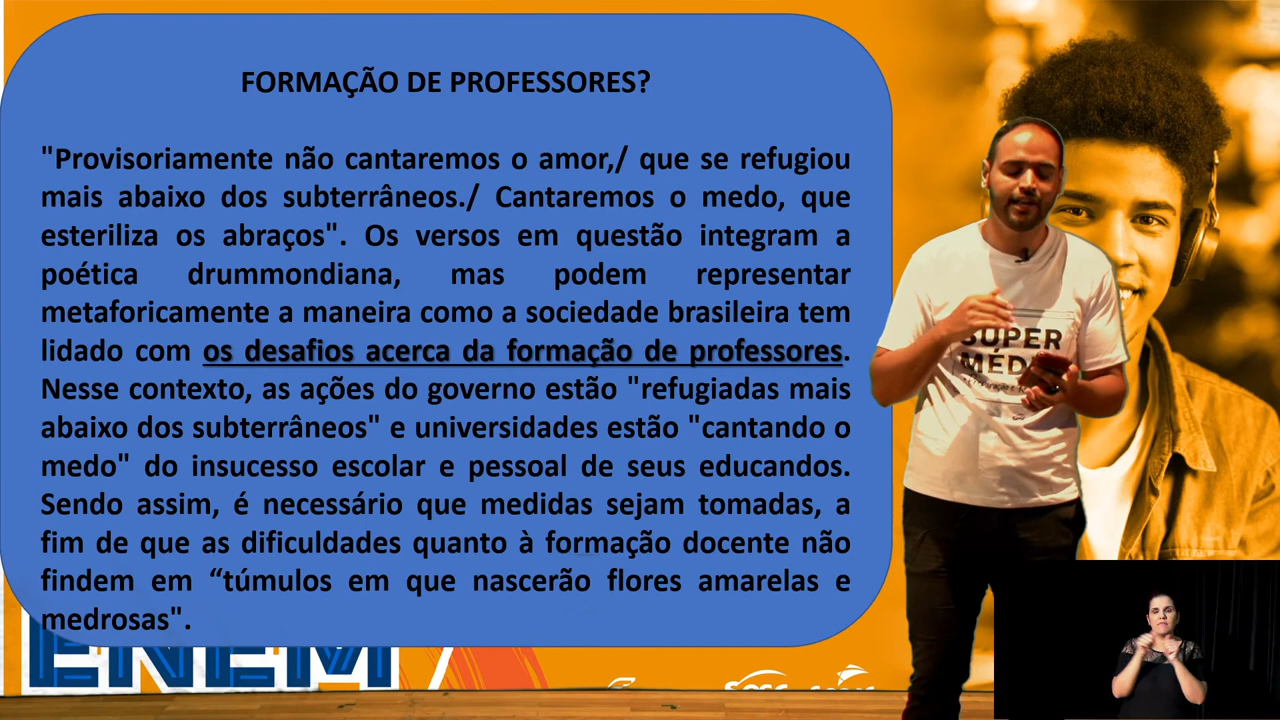 FORMAÇÃO DE PROFESSORES?
"Provisoriamente não cantaremos o amor,/ que se refugiou
mais abaixo dos subterrâneos./ Cantaremos o medo, que
esteriliza os abraços". Os versos em questão integram a
poética drummondiana, mas podem representar
metaforicamente a maneira como a sociedade brasileira tem
lidado com os desafios acerca da formação de professores.
Nesse contexto, as ações do governo estão "refugiadas mais
abaixo dos subterrâneos" e universidades estão "cantando o
medo" do insucesso escolar e pessoal de seus educandos.
Sendo assim, é necessário que medidas sejam tomadas, a
fim de que as dificuldades quanto à formação docente não
findem em “túmulos em que nascerão flores amarelas e
medrosas".
SUPER
MÉD
ENEM